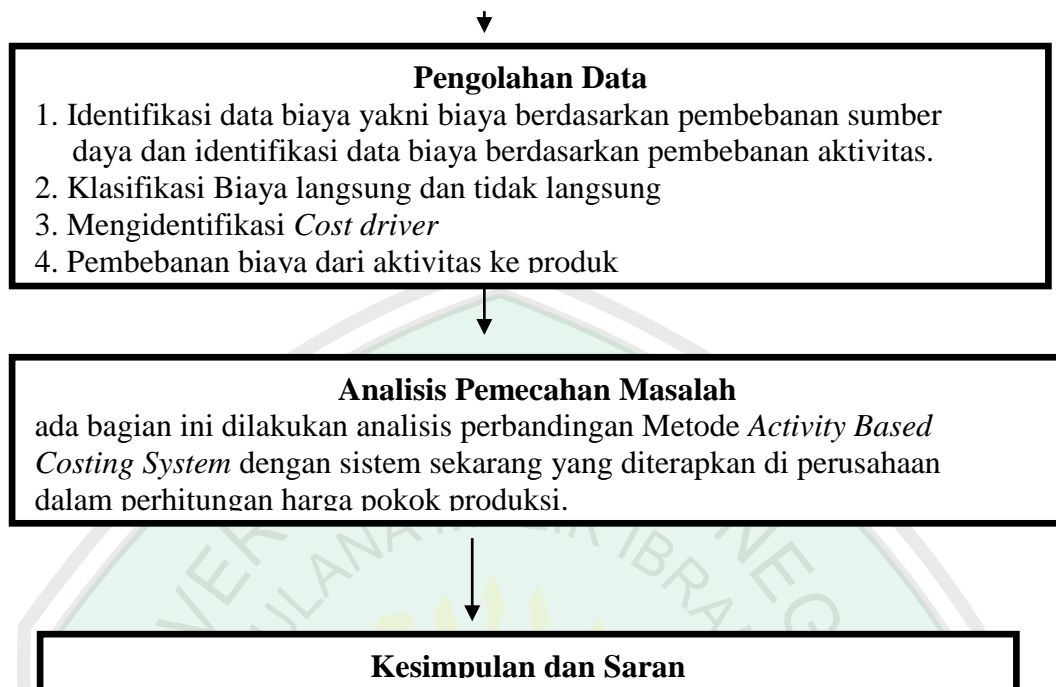 Pengolahan Data
1. Identifikasi data biaya yakni biaya berdasarkan pembebanan sumber
daya dan identifikasi data biaya berdasarkan pembebanan aktivitas.
2. Klasifikasi Biaya langsung dan tidak langsung
3. Mengidentifikasi Cost driver
4. Pembebanan biaya dari aktivitas ke produk
Analisis Pemecahan Masalah
ada bagian ini dilakukan analisis perbandingan Metode Activity Based
Costing System dengan sistem sekarang yang diterapkan di perusahaan
dalam perhitungan harga pokok produksi.
Kesimpulan dan Saran